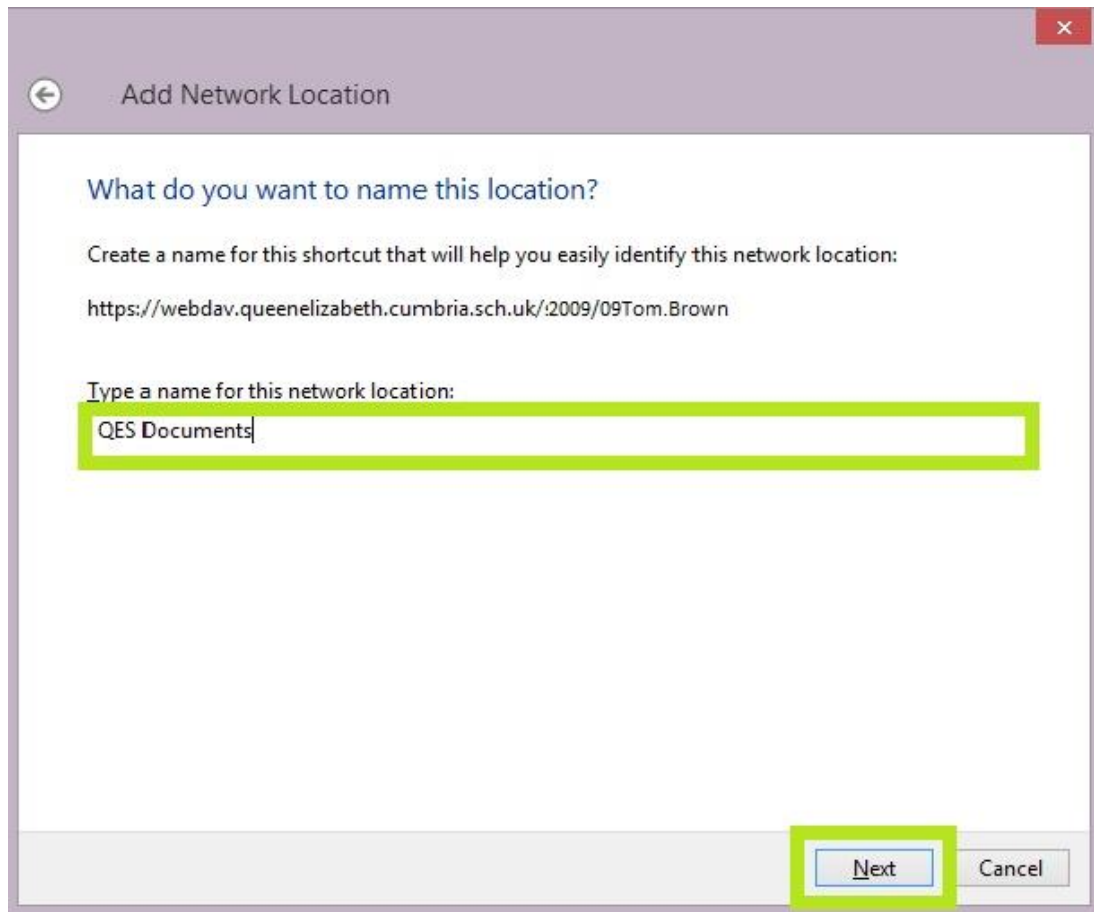 Add Network Location
What do you want to name this location?
Create a name for this shortcut that will help you easily identify this network location:
https://webdav.queenelizabeth.cumbria.sch.uk/:2009/09Tom.Brown
Type a name for this network location:
QES Documents
Next Cancel